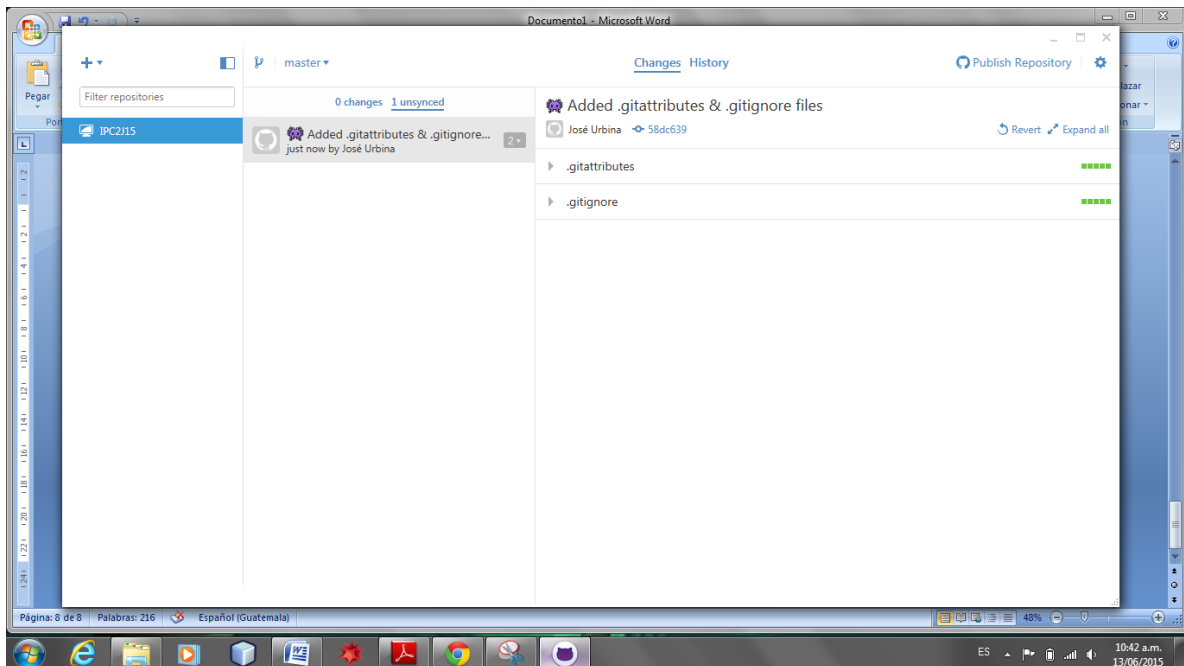 Documento1 - Microsoft Word
Pegar
master
Changes History
Publish Repository
Filter repositories
0 changes 1 unsynced
IPC2J15
Added .gitattributes & .gitignore...
just now by José Urbina
2
Added .gitattributes & .gitignore files
José Urbina 58dc639
Revert Expand all
.gitattributes
.gitignore
Página: 8 de 8 Palabras: 216 Español (Guatemala)
48%
ES
10:42 a.m.
13/06/2015